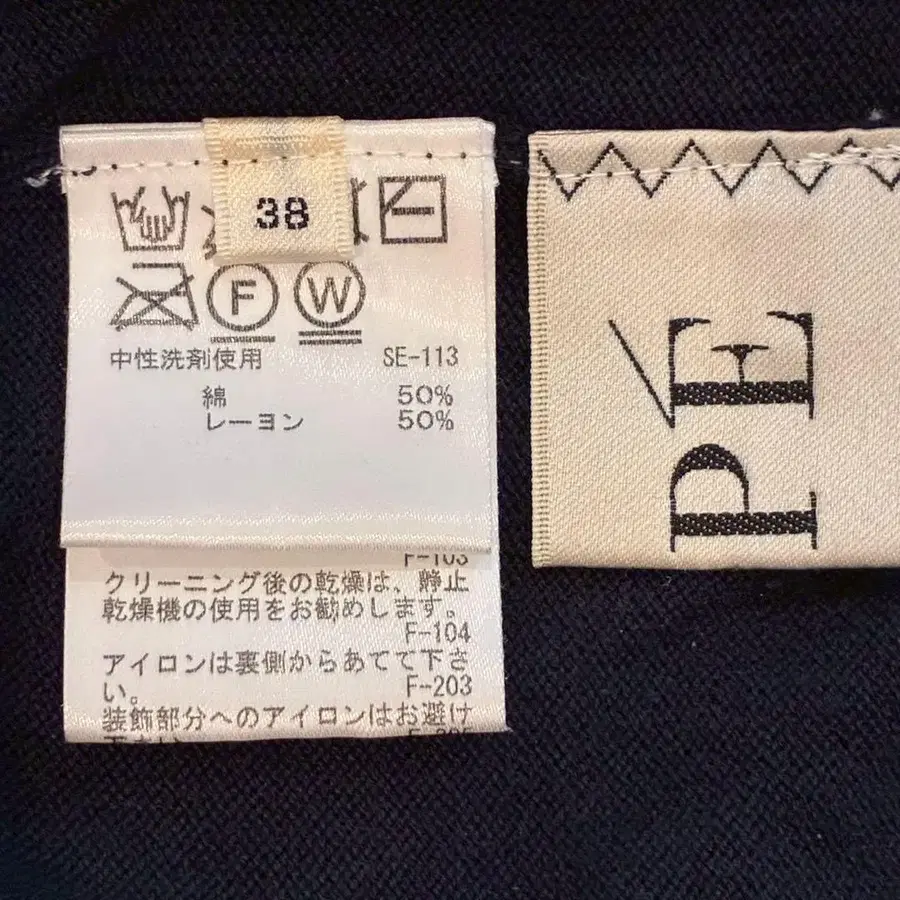 38
F
W
中性洗剤使用 SE-113
綿 50%
レーヨン 50%
F-103
クリーニング後の乾燥は、静止
乾燥機の使用をお勧めします。
F-104
アイロンは裏側からあてて下さ
い。 F-203
装飾部分へのアイロンはお避け
PÉ